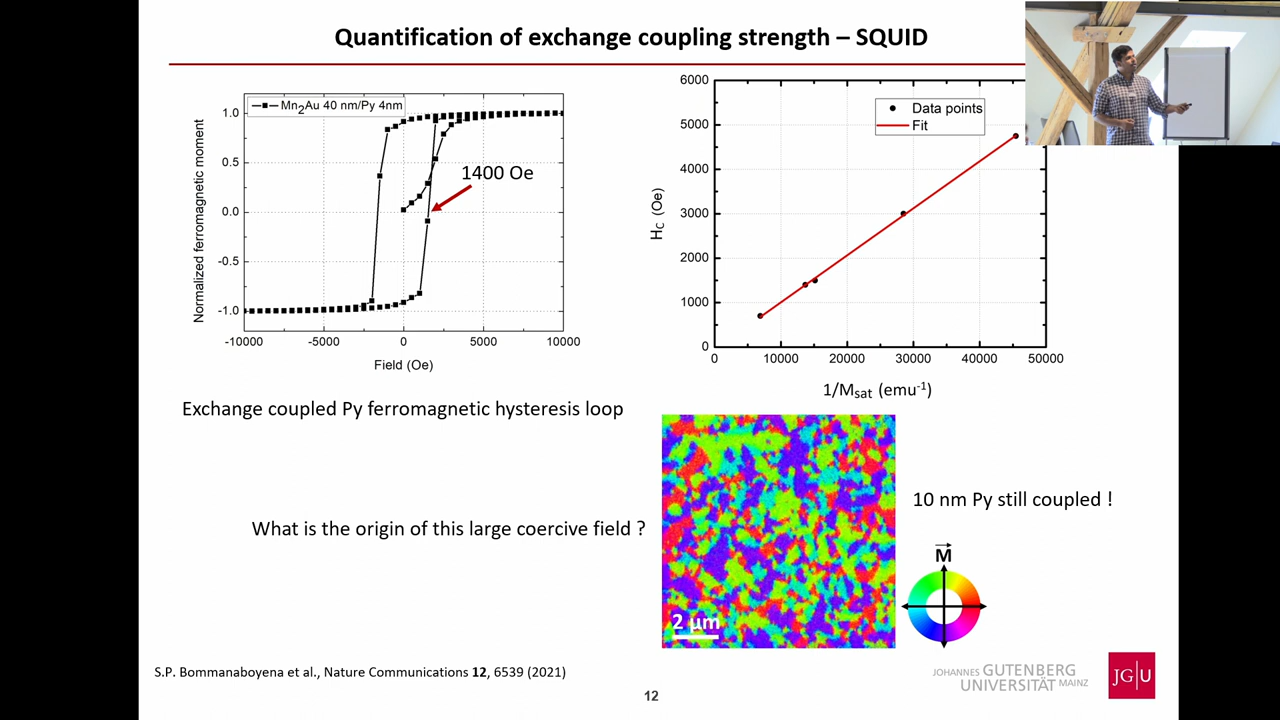 Quantification of exchange coupling strength – SQUID
Mn2Au 40 nm/Py 4nm
1.0
0.5
0.0
-0.5
-1.0
Normalized ferromagnetic moment
1400 Oe
-10000 -5000 0 5000 10000
Field (Oe)
Data points
Fit
6000
5000
4000
3000
2000
1000
0
HC (Oe)
0 10000 20000 30000 40000 50000
1/Msat (emu-1)
Exchange coupled Py ferromagnetic hysteresis loop
What is the origin of this large coercive field ?
10 nm Py still coupled !
M
2 µm
S.P. Bommanaboyena et al., Nature Communications 12, 6539 (2021)
JOHANNES GUTENBERG
UNIVERSITÄT MAINZ
JG|U
12